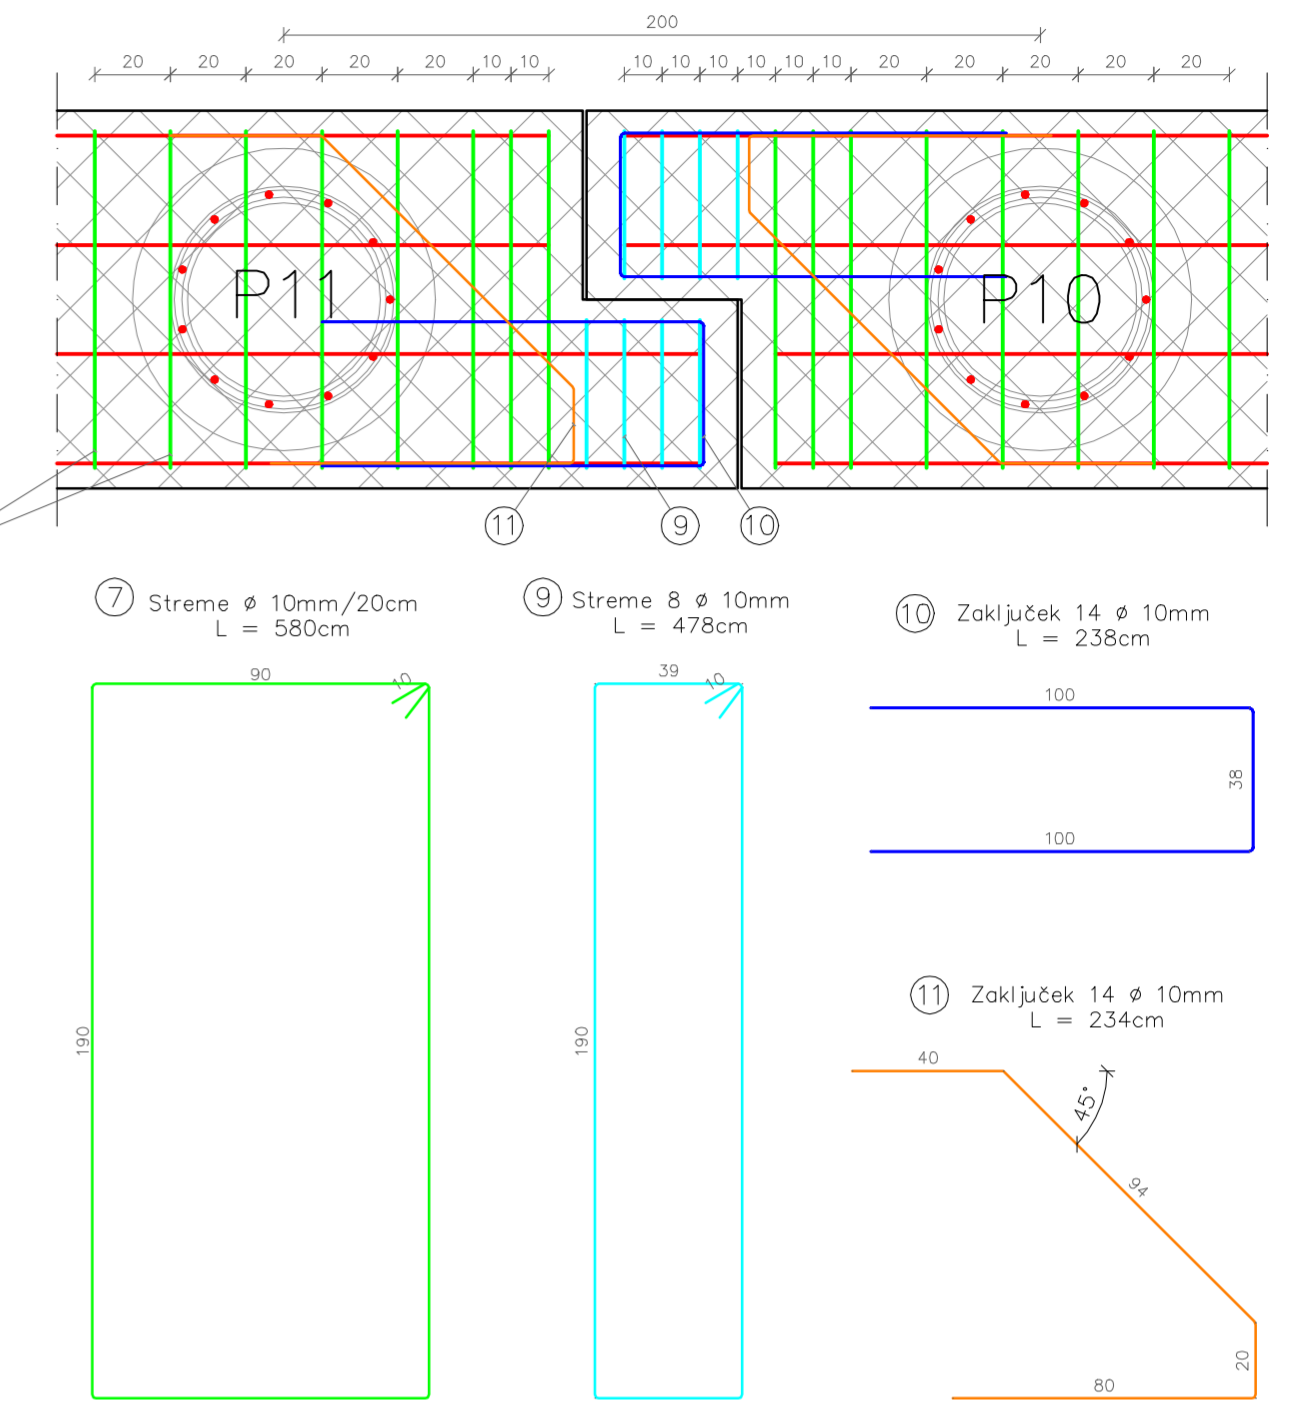 200
20 20 20 20 20 10 10 10 10 10 10 10 10 20 20 20 20 20
P11 P10
11 9 10
7 Streme ø 10mm/20cm
L = 580cm
90
10
190
9 Streme 8 ø 10mm
L = 478cm
39
10
190
10 Zaključek 14 ø 10mm
L = 238cm
100
38
100
11 Zaključek 14 ø 10mm
L = 234cm
40
45°
94
20
80